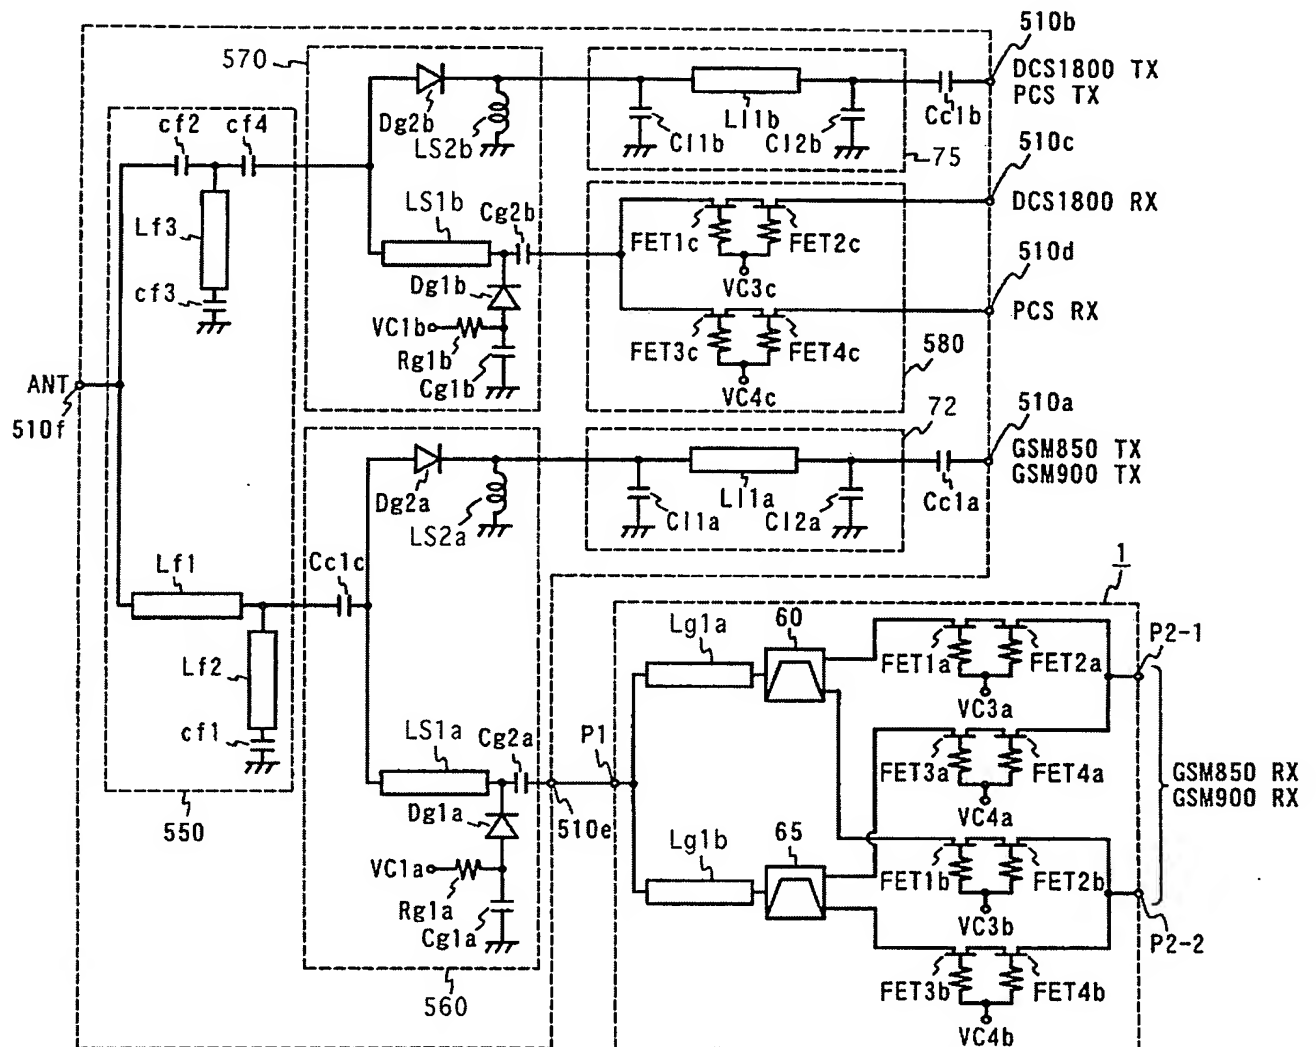 510b
570
DCS1800 TX
PCS TX
Dg2b
LS2b
Cl1b
Ll1b
Cl2b
Cc1b
75
510c
cf2
cf4
LS1b
Cg2b
DCS1800 RX
Lf3
FET1c
FET2c
510d
cf3
Dg1b
VC3c
VC1b
PCS RX
Rg1b
FET3c
FET4c
580
ANT
Cg1b
VC4c
510f
72
510a
GSM850 TX
GSM900 TX
Dg2a
LS2a
Cl1a
Ll1a
Cl2a
Cc1a
Lf1
Cc1c
1
60
Lg1a
P2-1
Lf2
FET1a
FET2a
VC3a
cf1
LS1a
Cg2a
P1
FET3a
FET4a
GSM850 RX
GSM900 RX
550
Dg1a
510e
VC4a
65
Lg1b
VC1a
FET1b
FET2b
Rg1a
VC3b
Cg1a
P2-2
FET3b
FET4b
560
VC4b